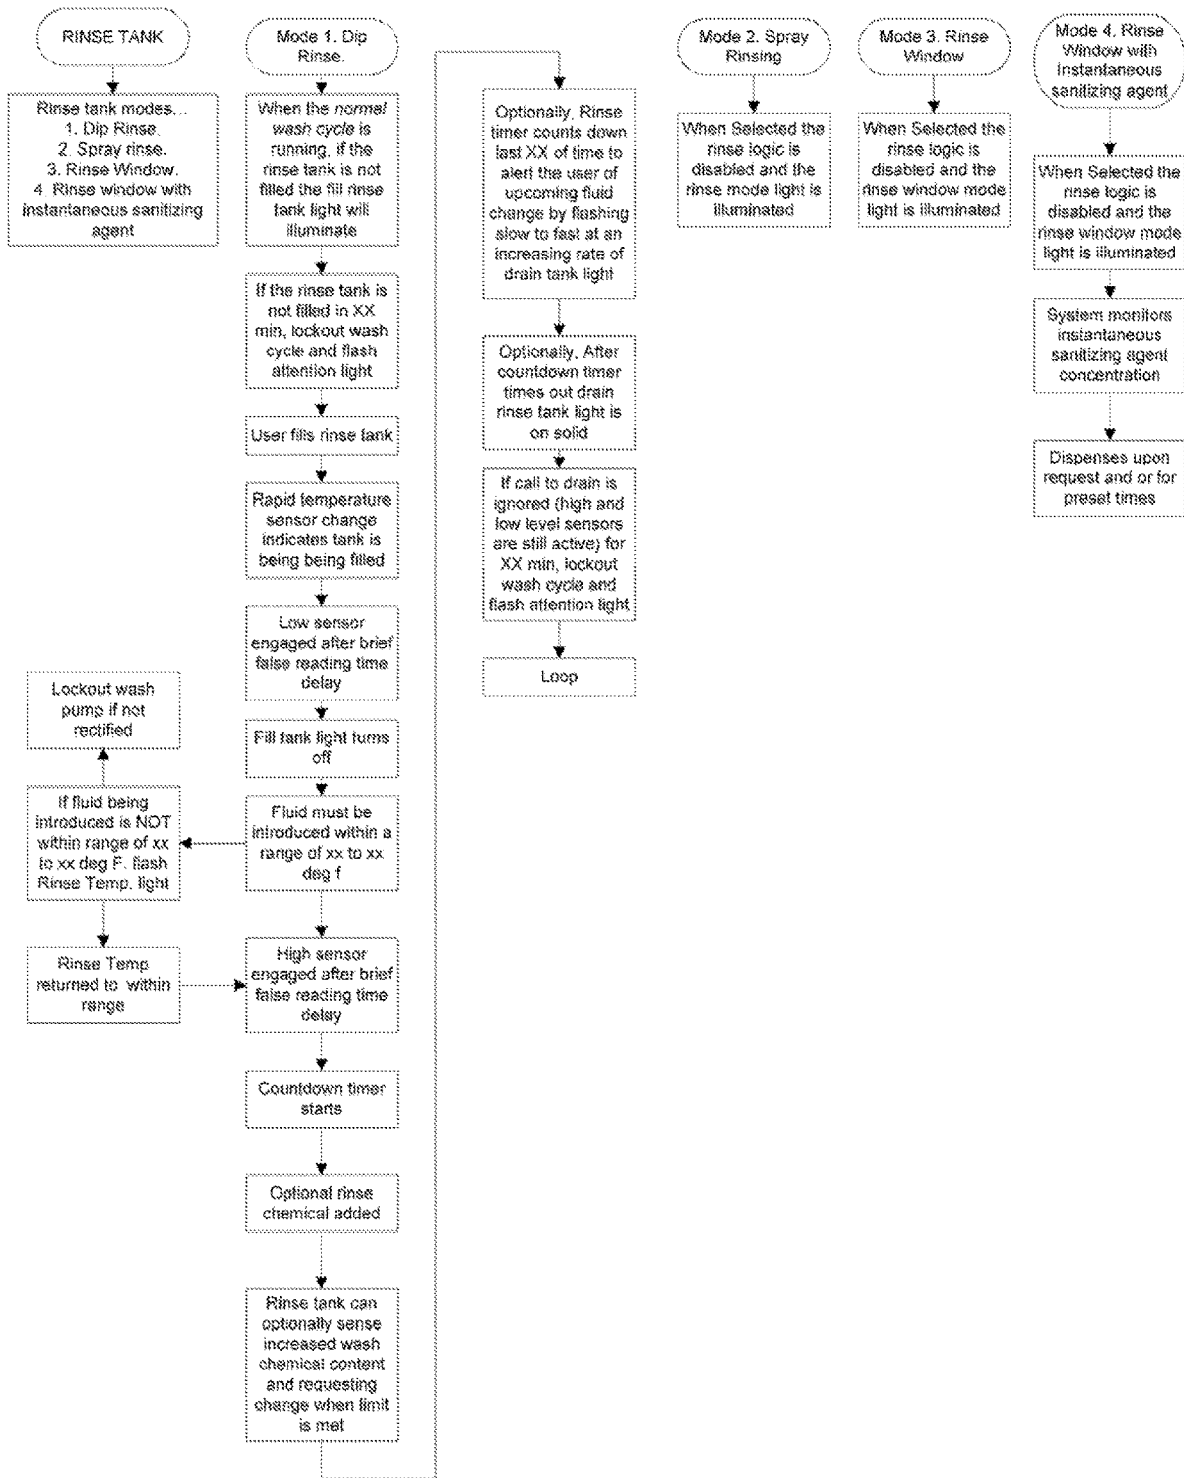 RINSE TANK
Rinse tank modes...
1. Dip Rinse.
2. Spray rinse.
3. Rinse Window.
4. Rinse window with
instantaneous sanitizing
agent
Mode 1. Dip
Rinse.
When the normal
wash cycle is
running, if the
rinse tank is not
filled the fill rinse
tank light will
illuminate
If the rinse tank is
not filled in XX
min, lockout wash
cycle and flash
attention light
User fills rinse tank
Rapid temperature
sensor change
indicates tank is
being being filled
Low sensor
engaged after brief
false reading time
delay
Fill tank light turns
off
Fluid must be
introduced within a
range of xx to xx
deg f
If fluid being
introduced is NOT
within range of xx
to xx deg F. flash
Rinse Temp. light
Lockout wash
pump if not
rectified
Rinse Temp
returned to within
range
High sensor
engaged after brief
false reading time
delay
Countdown timer
starts
Optional rinse
chemical added
Rinse tank can
optionally sense
increased wash
chemical content
and requesting
change when limit
is met
Optionally, Rinse
timer counts down
last XX of time to
alert the user of
upcoming fluid
change by flashing
slow to fast at an
increasing rate of
drain tank light
Optionally, After
countdown timer
times out drain
rinse tank light is
on solid
If call to drain is
ignored (high and
low level sensors
are still active) for
XX min, lockout
wash cycle and
flash attention light
Loop
Mode 2. Spray
Rinsing
When Selected the
rinse logic is
disabled and the
rinse mode light is
illuminated
Mode 3. Rinse
Window
When Selected the
rinse logic is
disabled and the
rinse window mode
light is illuminated
Mode 4. Rinse
Window with
Instantaneous
sanitizing agent
When Selected the
rinse logic is
disabled and the
rinse window mode
light is illuminated
System monitors
instantaneous
sanitizing agent
concentration
Dispenses upon
request and or for
preset times